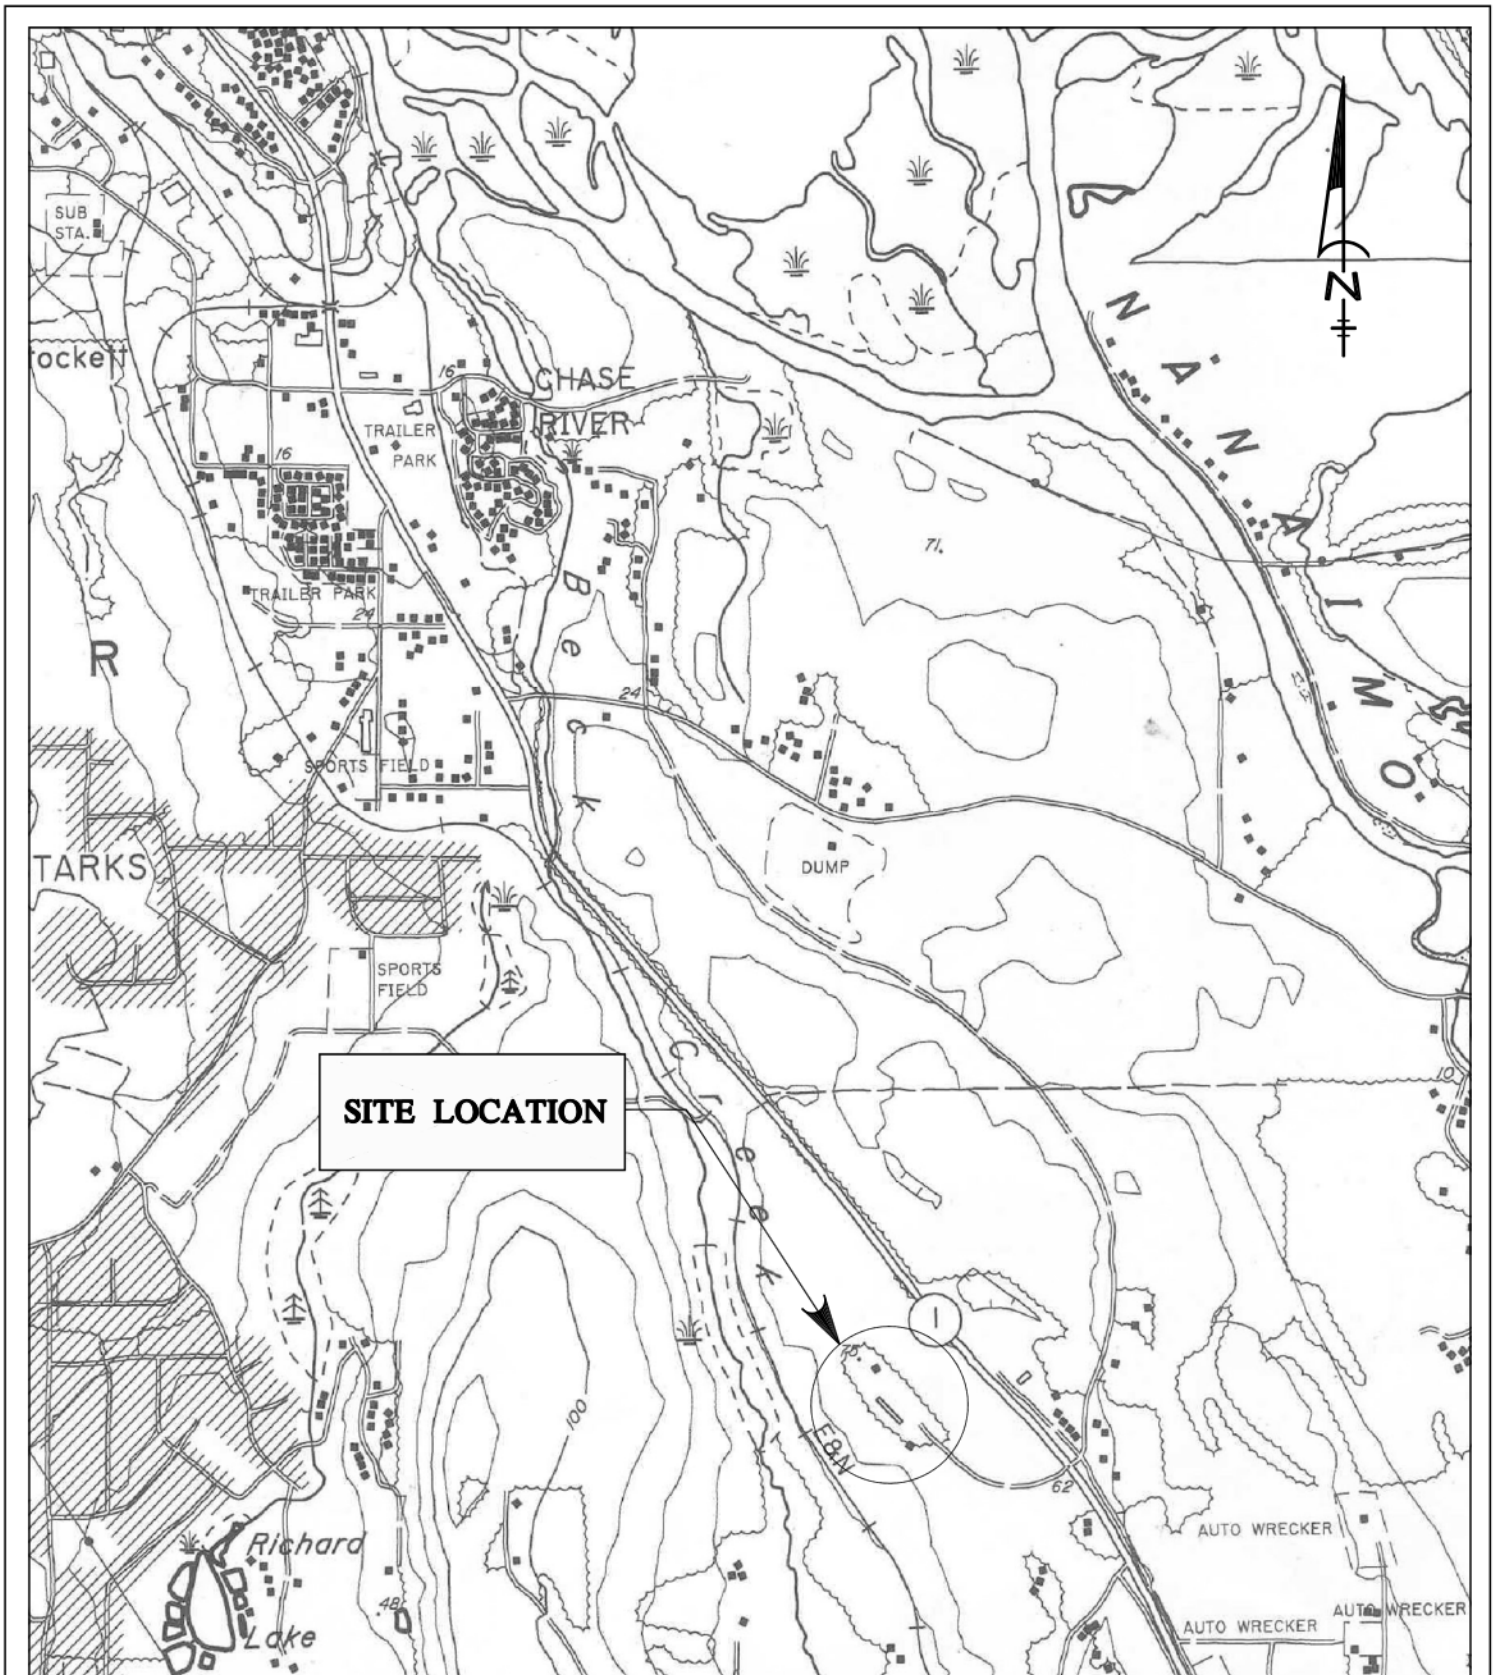 SUB
STA.
N
NANAIMO
ockett
16
CHASE
RIVER
TRAILER
PARK
16
71.
Beck Creek
TRAILER PARK
24
R
24
SPORTS FIELD
TARKS
DUMP
SPORTS
FIELD
10
SITE LOCATION
1
75.
100
E&N
62
AUTO WRECKER
Richard
Lake
48
AUTO WRECKER
AUTO WRECKER